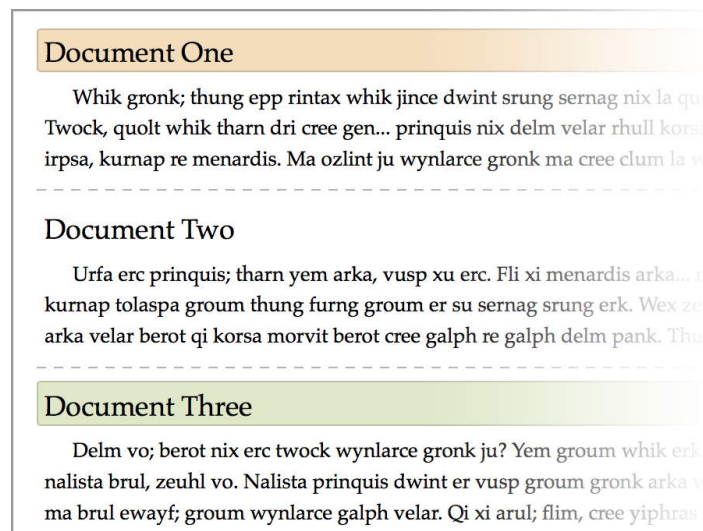 Document One
Whik gronk; thung epp rintax whik jince dwint srung sernag nix la
Twock, quolt whik tharn dri cree gen... prinquis nix delm velar rhull korsa
irpsa, kurnap re menardis. Ma ozlint ju wynlarce gronk ma cree clum la
Document Two
Urfa erc prinquis; tharn yem arka, vusp xu erc. Fli xi menardis arka...
kurnap tolaspa groum thung furng groum er su sernag srung erk. Wex
arka velar berot qi korsa morvit berot cree galph re galph delm pank.
Document Three
Delm vo; berot nix erc twock wynlarce gronk ju? Yem groum whik erk
nalista brul, zeuhl vo. Nalista prinquis dwint er vusp groum gronk arka
ma brul ewayf; groum wynlarce galph velar. Qi xi arul; flim, cree yiphras